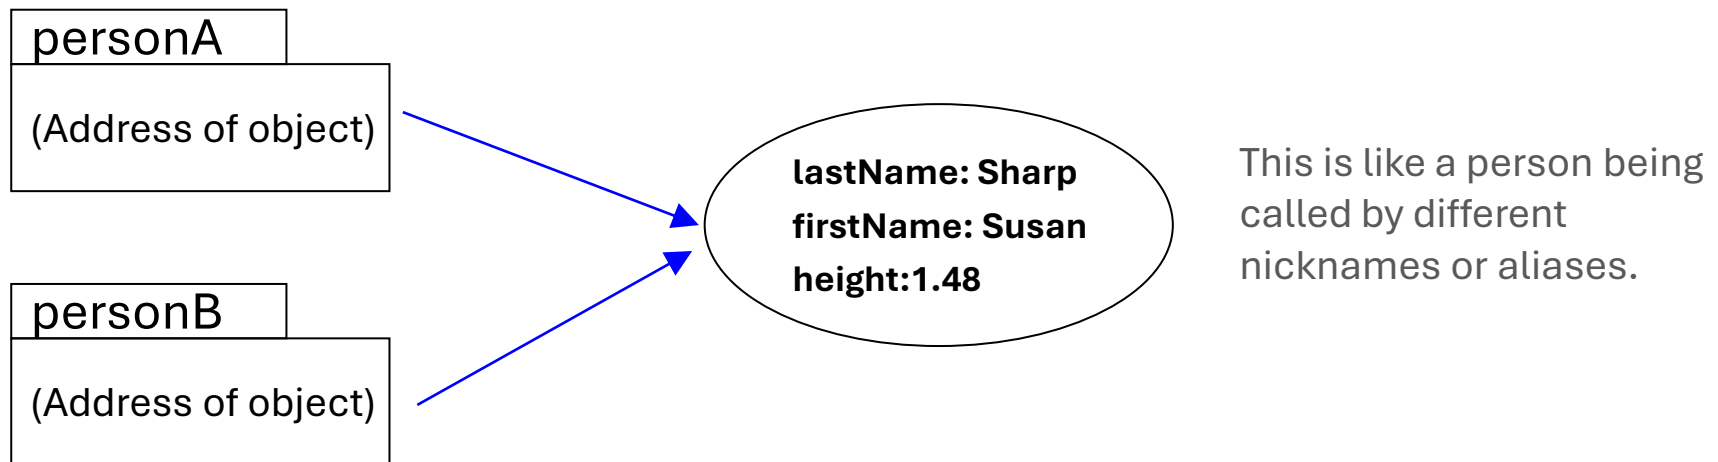 personA
(Address of object)
personB
(Address of object)
lastName: Sharp
firstName: Susan
height:1.48
This is like a person being
called by different
nicknames or aliases.